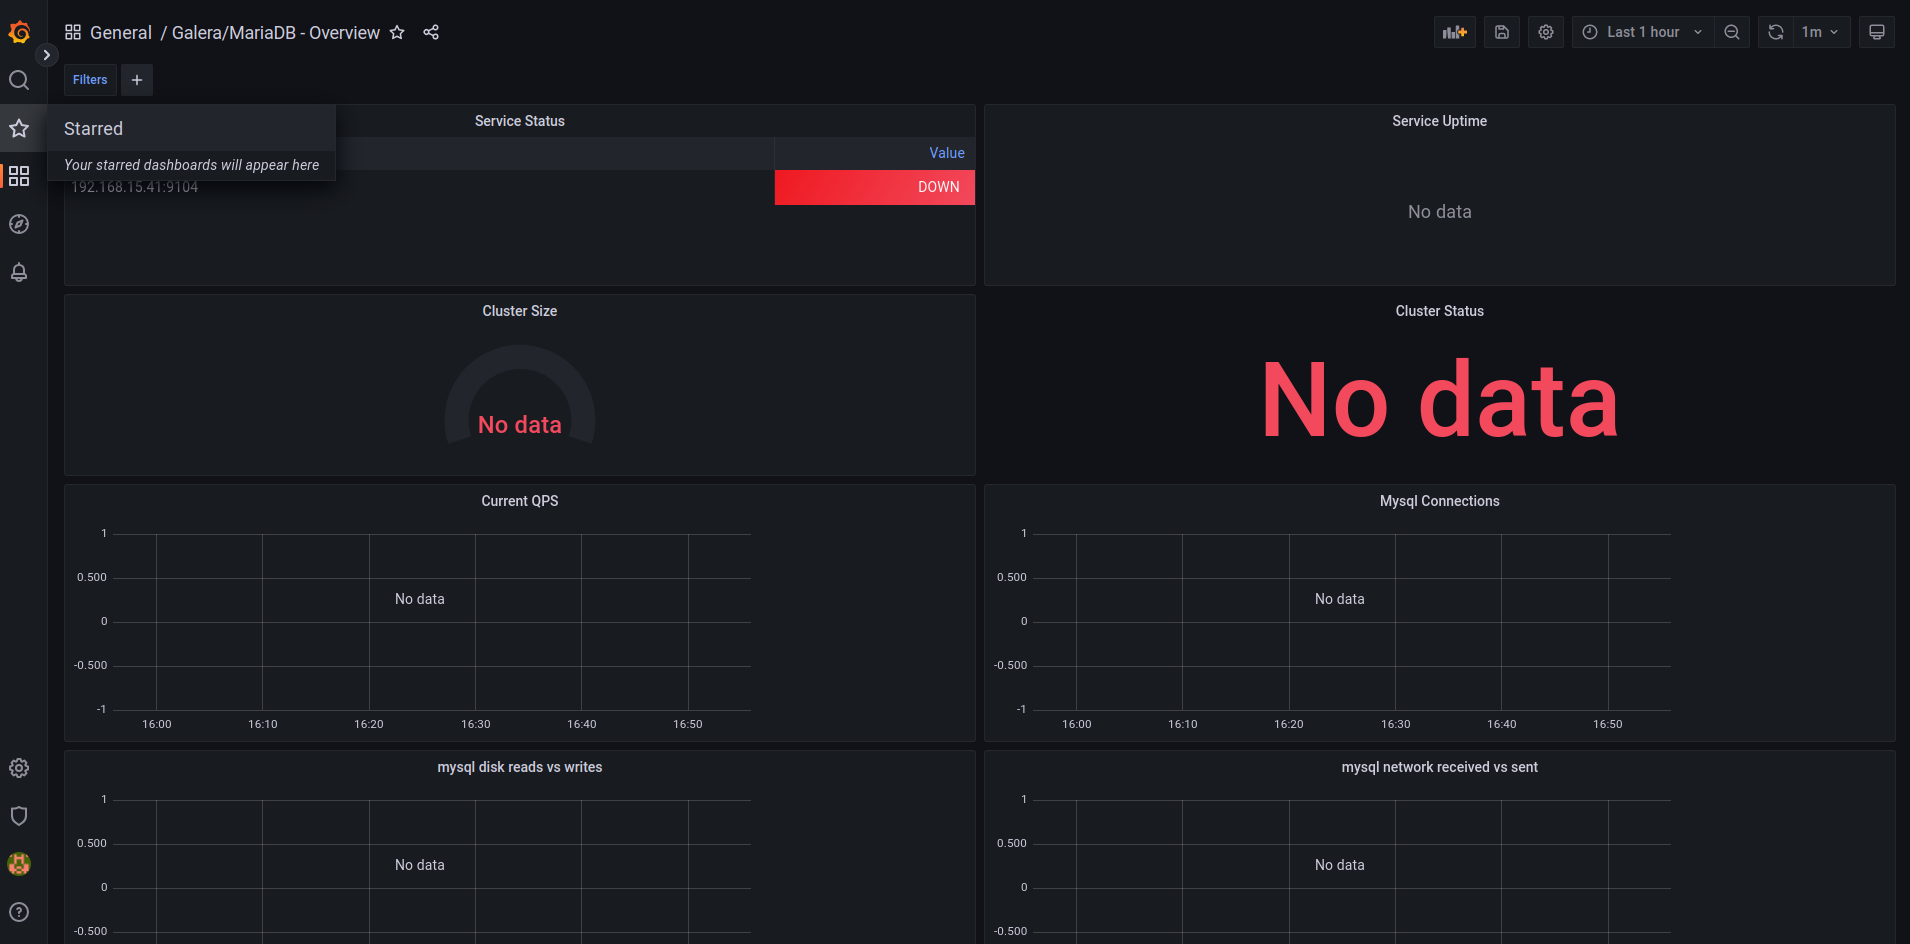 General / Galera/MariaDB - Overview
Last 1 hour
1m
Filters
+
Starred
Your starred dashboards will appear here
Service Status
Value
192.168.15.41:9104
DOWN
Service Uptime
No data
Cluster Size
No data
Cluster Status
No data
Current QPS
1
0.500
0
-0.500
-1
No data
16:00 16:10 16:20 16:30 16:40 16:50
Mysql Connections
1
0.500
0
-0.500
-1
No data
16:00 16:10 16:20 16:30 16:40 16:50
mysql disk reads vs writes
1
0.500
0
-0.500
No data
mysql network received vs sent
1
0.500
0
-0.500
No data